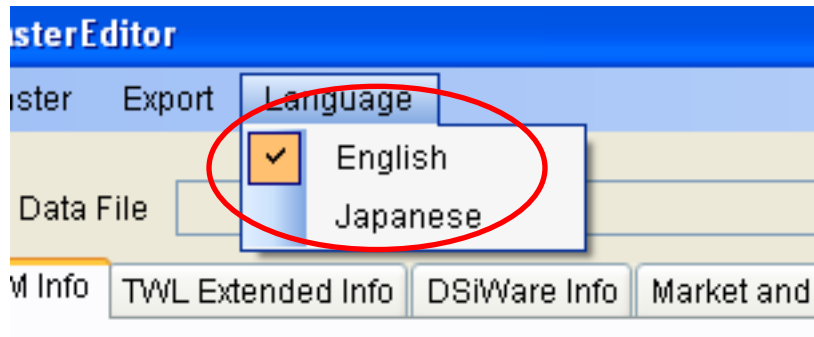 sterEditor
ster Export Language
English
Data File
Japanese
M Info TWL Extended Info DSiWare Info Market and